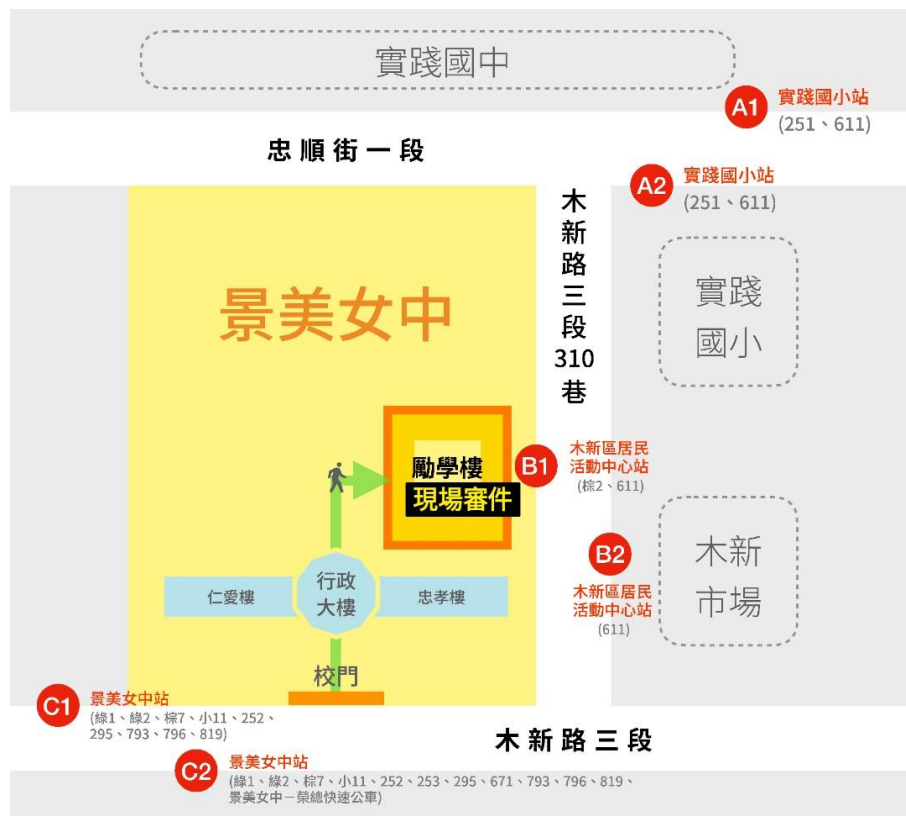 實踐國中
A1
實踐國小站
(251、611)
忠順街一段
A2
實踐國小站
(251、611)
木新路三段310巷
景美女中
實踐
國小
勵學樓
現場審件
B1
木新區居民
活動中心站
(棕2、611)
B2
木新區居民
活動中心站
(611)
木新
市場
仁愛樓
行政
大樓
忠孝樓
校門
C1
景美女中站
(綠1、綠2、棕7、小11、252、
295、793、796、819)
木新路三段
C2
景美女中站
(綠1、綠2、棕7、小11、252、253、295、671、793、796、819、
景美女中－榮總快速公車)